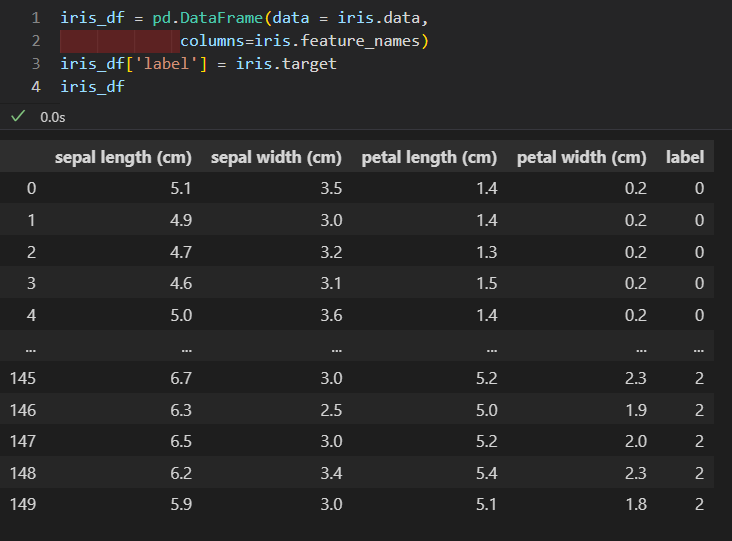 1 iris_df = pd.DataFrame(data = iris.data,
2 columns=iris.feature_names)
3 iris_df['label'] = iris.target
4 iris_df
0.0s
sepal length (cm) sepal width (cm) petal length (cm) petal width (cm) label
0 5.1 3.5 1.4 0.2 0
1 4.9 3.0 1.4 0.2 0
2 4.7 3.2 1.3 0.2 0
3 4.6 3.1 1.5 0.2 0
4 5.0 3.6 1.4 0.2 0
... ... ... ... ... ...
145 6.7 3.0 5.2 2.3 2
146 6.3 2.5 5.0 1.9 2
147 6.5 3.0 5.2 2.0 2
148 6.2 3.4 5.4 2.3 2
149 5.9 3.0 5.1 1.8 2